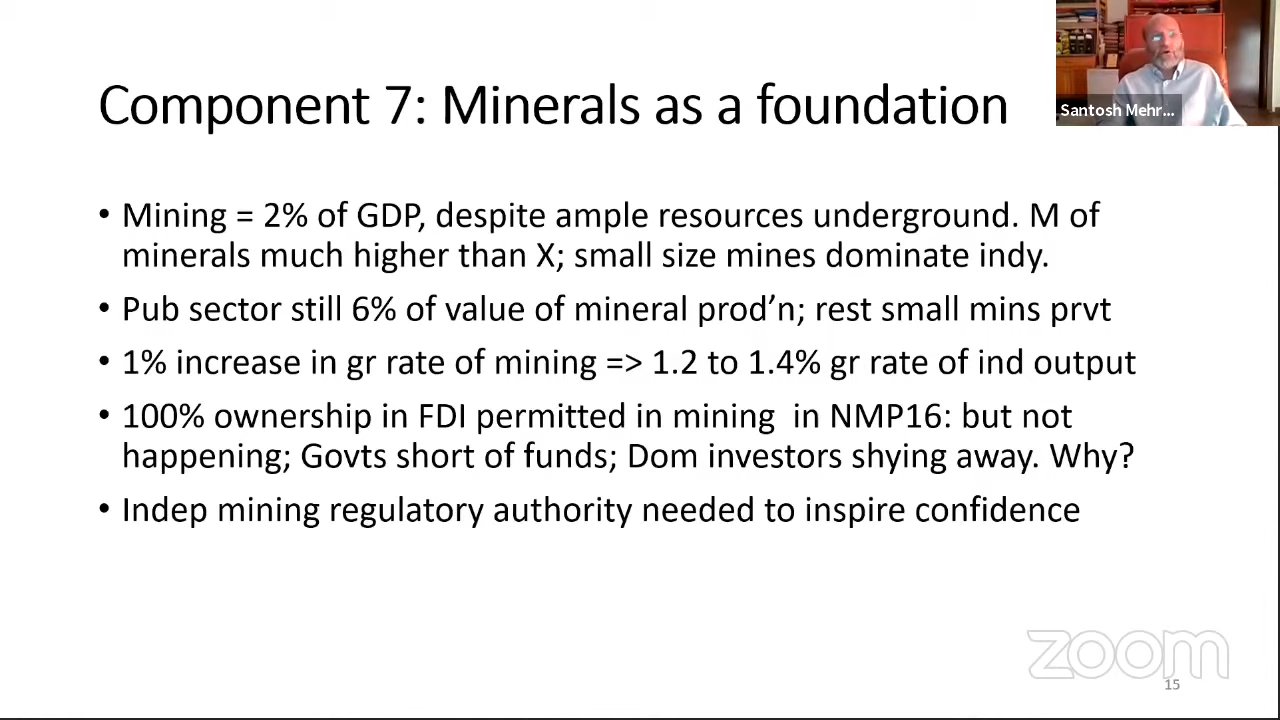 Component 7: Minerals as a foundation
Santosh Mehr...
• Mining = 2% of GDP, despite ample resources underground. M of
minerals much higher than X; small size mines dominate indy.
• Pub sector still 6% of value of mineral prod’n; rest small mins prvt
• 1% increase in gr rate of mining => 1.2 to 1.4% gr rate of ind output
• 100% ownership in FDI permitted in mining in NMP16: but not
happening; Govts short of funds; Dom investors shying away. Why?
• Indep mining regulatory authority needed to inspire confidence
zoom
15